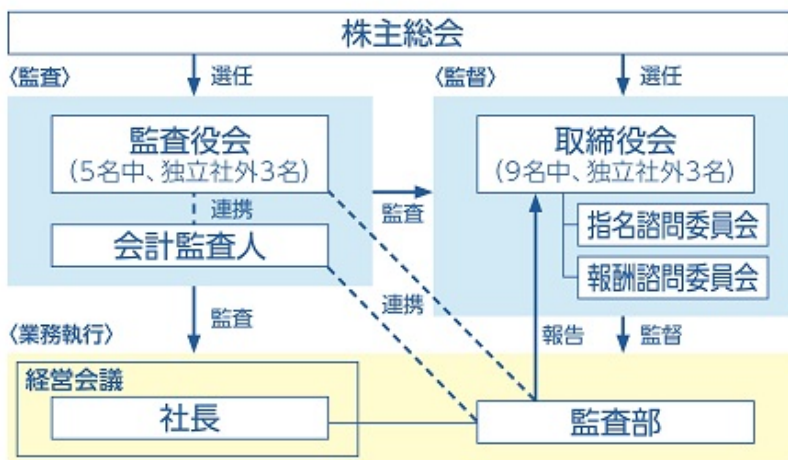 株主総会
〈監査〉
選任
〈監督〉
選任
監査役会
(5名中、独立社外3名)
連携
会計監査人
監査
取締役会
(9名中、独立社外3名)
指名諮問委員会
報酬諮問委員会
監査
連携
報告
監督
〈業務執行〉
経営会議
社長
監査部